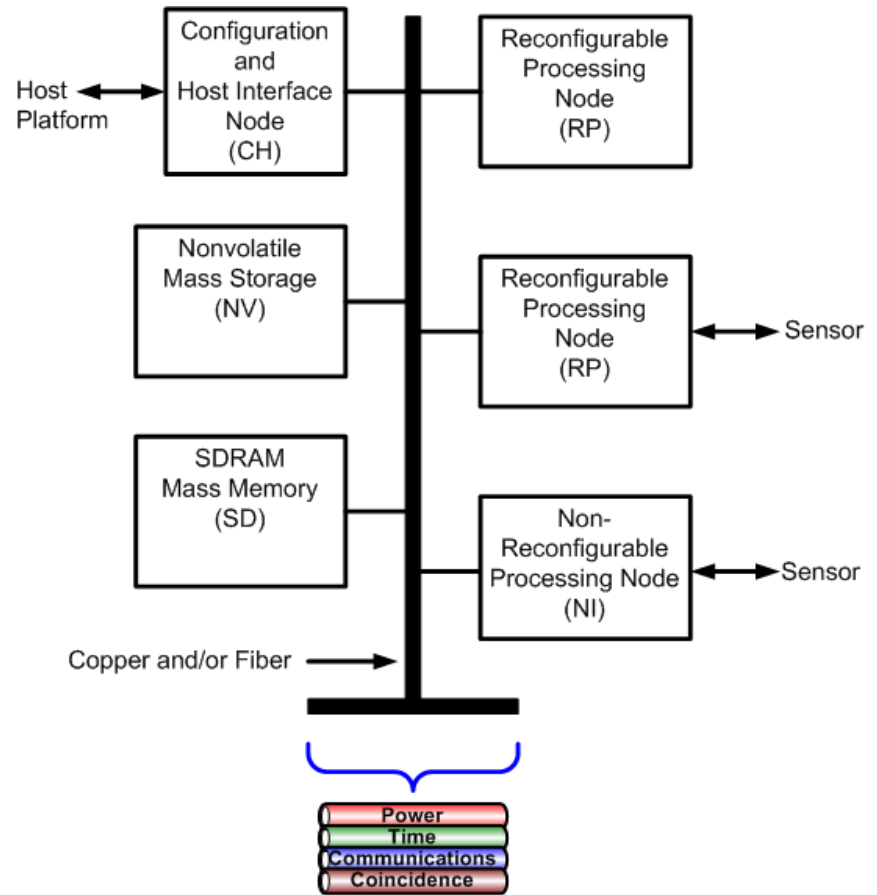 Configuration
and
Host Interface
Node
(CH)
Host
Platform
Reconfigurable
Processing
Node
(RP)
Nonvolatile
Mass Storage
(NV)
Reconfigurable
Processing
Node
(RP)
Sensor
SDRAM
Mass Memory
(SD)
Non-
Reconfigurable
Processing Node
(NI)
Sensor
Copper and/or Fiber
Power
Time
Communications
Coincidence